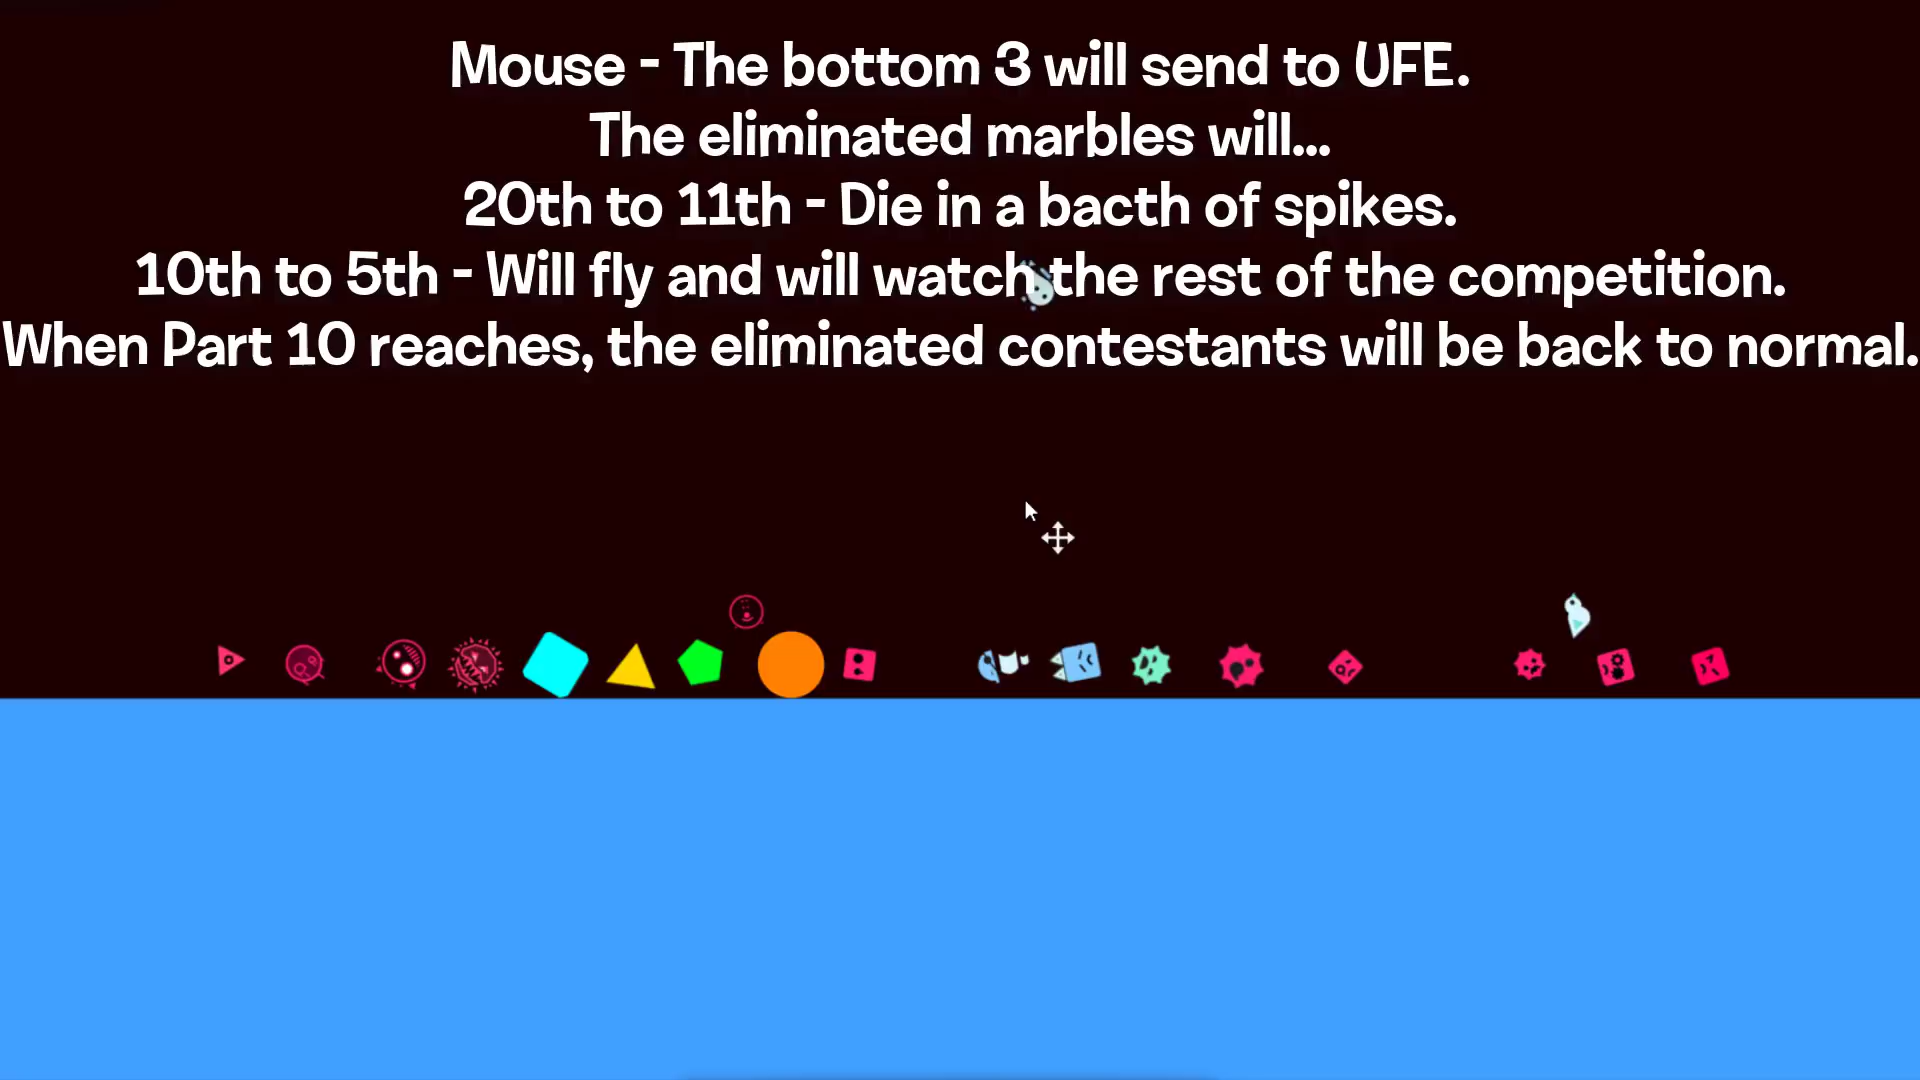 Mouse - The bottom 3 will send to UFE.
The eliminated marbles will...
20th to 11th - Die in a bacth of spikes.
10th to 5th - Will fly and will watch the rest of the competition.
When Part 10 reaches, the eliminated contestants will be back to normal.